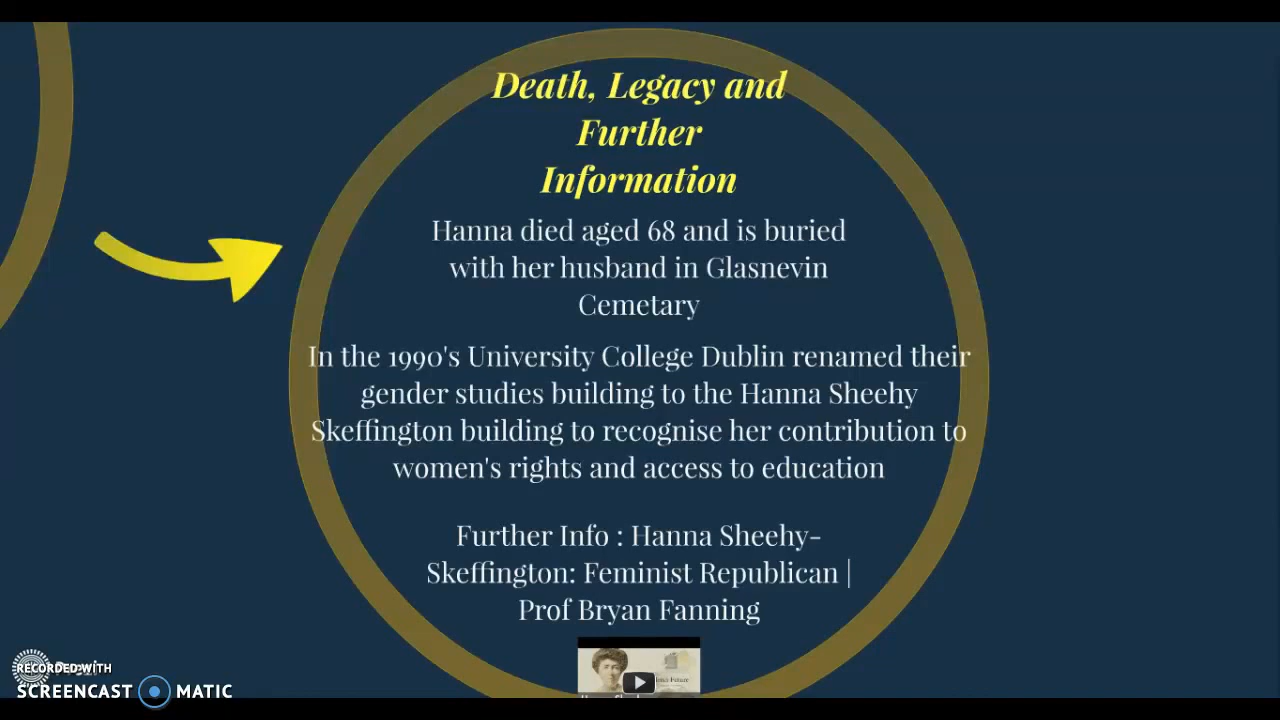 Death, Legacy and
Further
Information
Hanna died aged 68 and is buried
with her husband in Glasnevin
Cemetary
In the 1990's University College Dublin renamed their
gender studies building to the Hanna Sheehy
Skeffington building to recognise her contribution to
women's rights and access to education
Further Info : Hanna Sheehy-
Skeffington: Feminist Republican |
Prof Bryan Fanning
RECORDED WITH
SCREENCAST MATIC